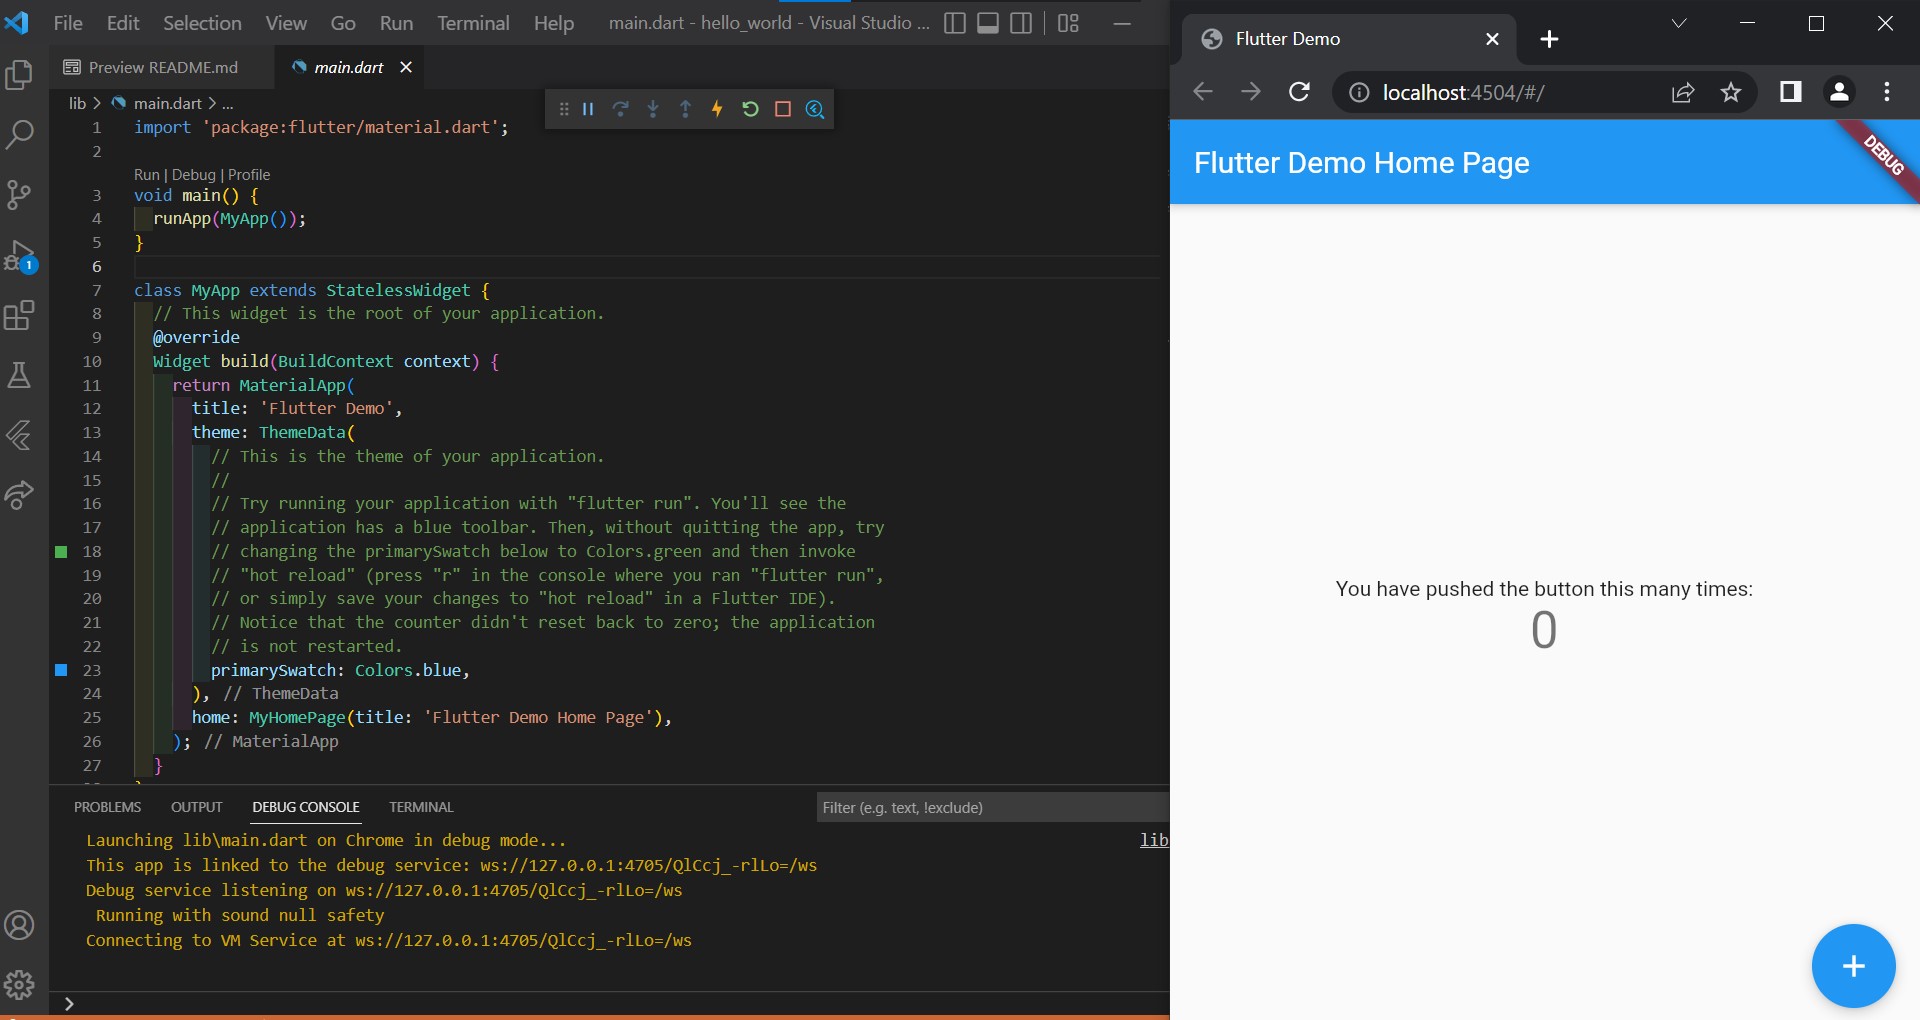 File Edit Selection View Go Run Terminal Help main.dart - hello_world - Visual Studio ...
Preview README.md main.dart
lib > main.dart > ...
1 import 'package:flutter/material.dart';
2
Run | Debug | Profile
3 void main() {
4 runApp(MyApp());
5 }
6
7 class MyApp extends StatelessWidget {
8 // This widget is the root of your application.
9 @override
10 Widget build(BuildContext context) {
11 return MaterialApp(
12 title: 'Flutter Demo',
13 theme: ThemeData(
14 // This is the theme of your application.
15 //
16 // Try running your application with "flutter run". You'll see the
17 // application has a blue toolbar. Then, without quitting the app, try
18 // changing the primarySwatch below to Colors.green and then invoke
19 // "hot reload" (press "r" in the console where you ran "flutter run",
20 // or simply save your changes to "hot reload" in a Flutter IDE).
21 // Notice that the counter didn't reset back to zero; the application
22 // is not restarted.
23 primarySwatch: Colors.blue,
24 ), // ThemeData
25 home: MyHomePage(title: 'Flutter Demo Home Page'),
26 ); // MaterialApp
27 }
1
PROBLEMS OUTPUT DEBUG CONSOLE TERMINAL Filter (e.g. text, !exclude)
Launching lib\main.dart on Chrome in debug mode...
lib
This app is linked to the debug service: ws://127.0.0.1:4705/QlCcj_-rlLo=/ws
Debug service listening on ws://127.0.0.1:4705/QlCcj_-rlLo=/ws
Running with sound null safety
Connecting to VM Service at ws://127.0.0.1:4705/QlCcj_-rlLo=/ws
>
Flutter Demo
localhost:4504/#/
Flutter Demo Home Page
DEBUG
You have pushed the button this many times:
0
+